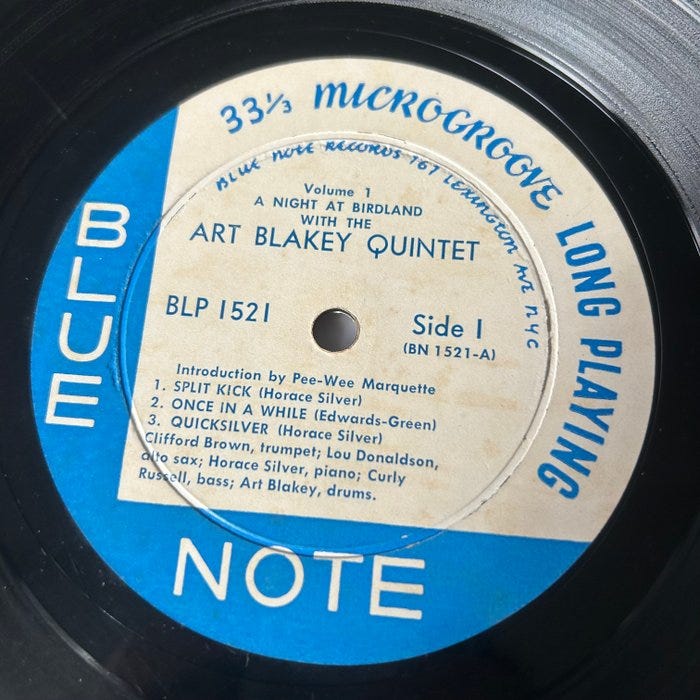 33⅓ MICROGROOVE LONG PLAYING
BLUE NOTE RECORDS 767 LEXINGTON AVE NYC
Volume 1
A NIGHT AT BIRDLAND
WITH THE
ART BLAKEY QUINTET
BLP 1521
Side 1
(BN 1521-A)
Introduction by Pee-Wee Marquette
1. SPLIT KICK (Horace Silver)
2. ONCE IN A WHILE (Edwards-Green)
3. QUICKSILVER (Horace Silver)
Clifford Brown, trumpet; Lou Donaldson,
alto sax; Horace Silver, piano; Curly
Russell, bass; Art Blakey, drums.
BLUE
NOTE